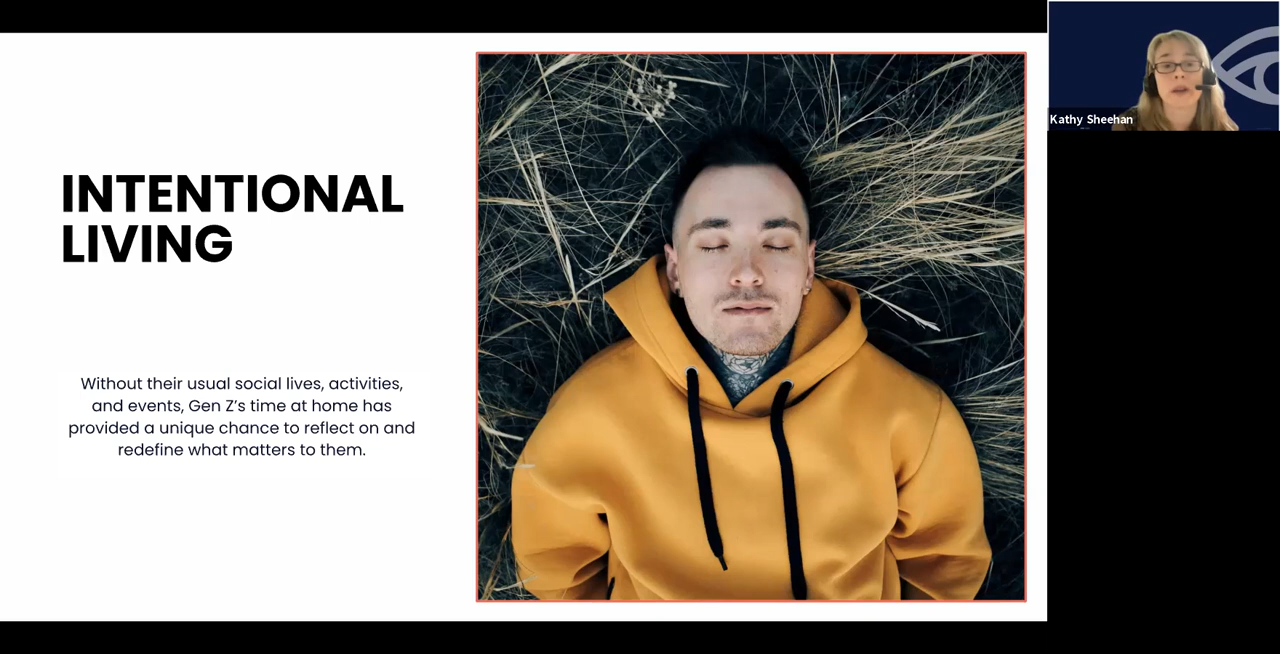 INTENTIONAL
LIVING
Without their usual social lives, activities,
and events, Gen Z’s time at home has
provided a unique chance to reflect on and
redefine what matters to them.
Kathy Sheehan